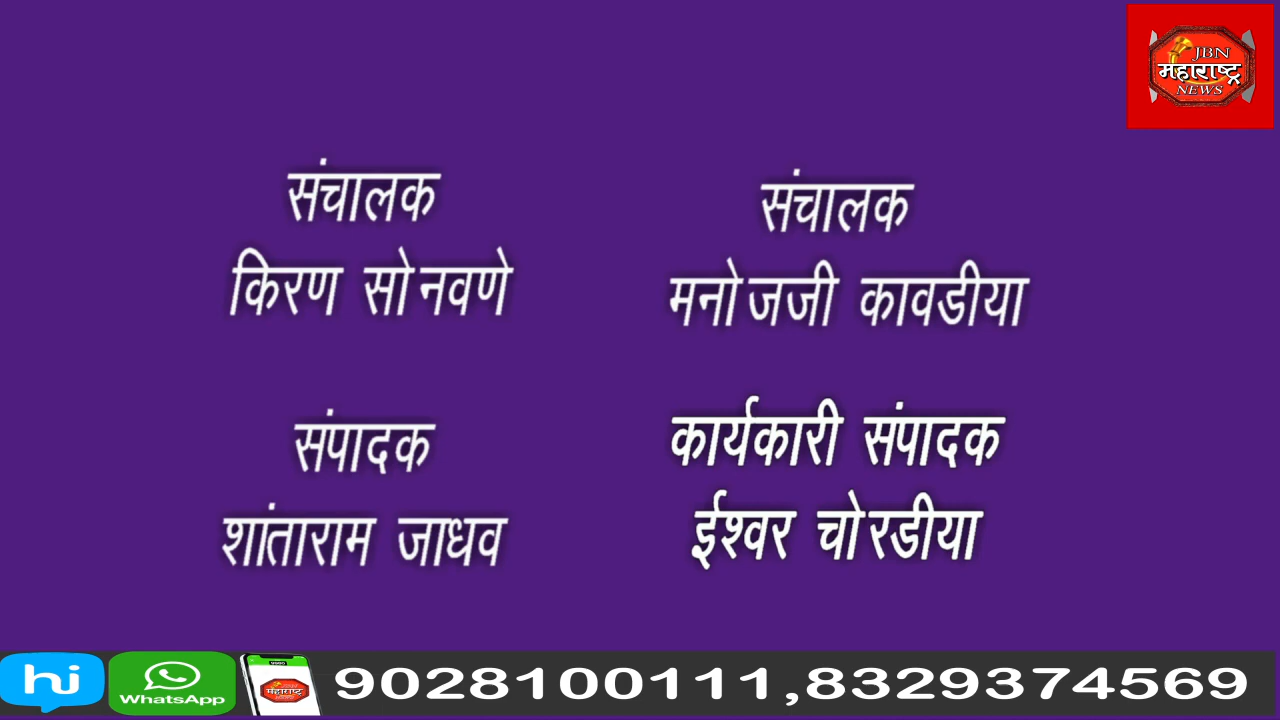 JBN
महाराष्ट्र
NEWS
संचालक
किरण सोनवणे
संचालक
मनोजजी कावडीया
संपादक
शांताराम जाधव
कार्यकारी संपादक
ईश्वर चोरडीया
hi
WhatsApp
महाराष्ट्र
9028100111,8329374569